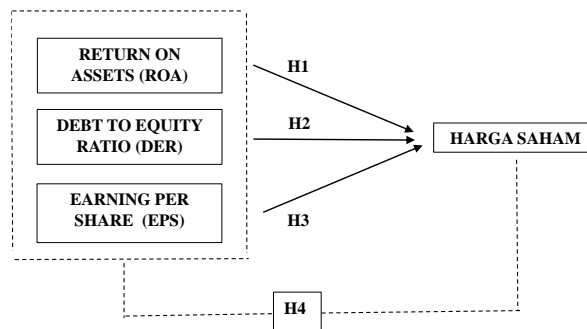 RETURN ON
ASSETS (ROA)
H1
DEBT TO EQUITY
RATIO (DER)
H2
HARGA SAHAM
EARNING PER
SHARE (EPS)
H3
H4